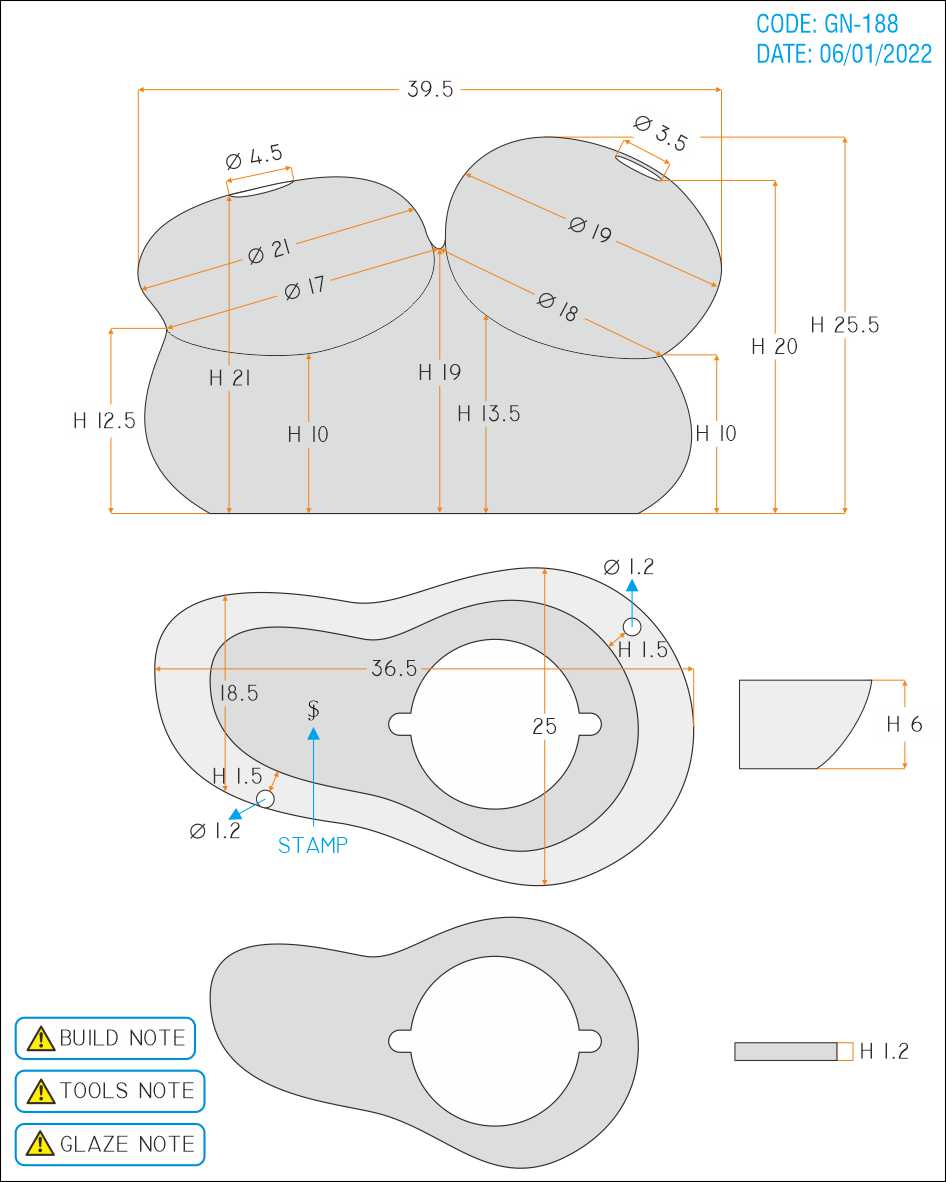 CODE: GN-188
DATE: 06/01/2022
39.5
Ø 3.5
Ø 4.5
Ø 19
Ø 21
Ø 17
Ø 18
H 25.5
H 20
H 21
H 19
H 13.5
H 12.5
H 10
H 10
Ø 1.2
H 1.5
36.5
18.5
$
25
H 6
H 1.5
Ø 1.2
STAMP
BUILD NOTE
TOOLS NOTE
GLAZE NOTE
H 1.2